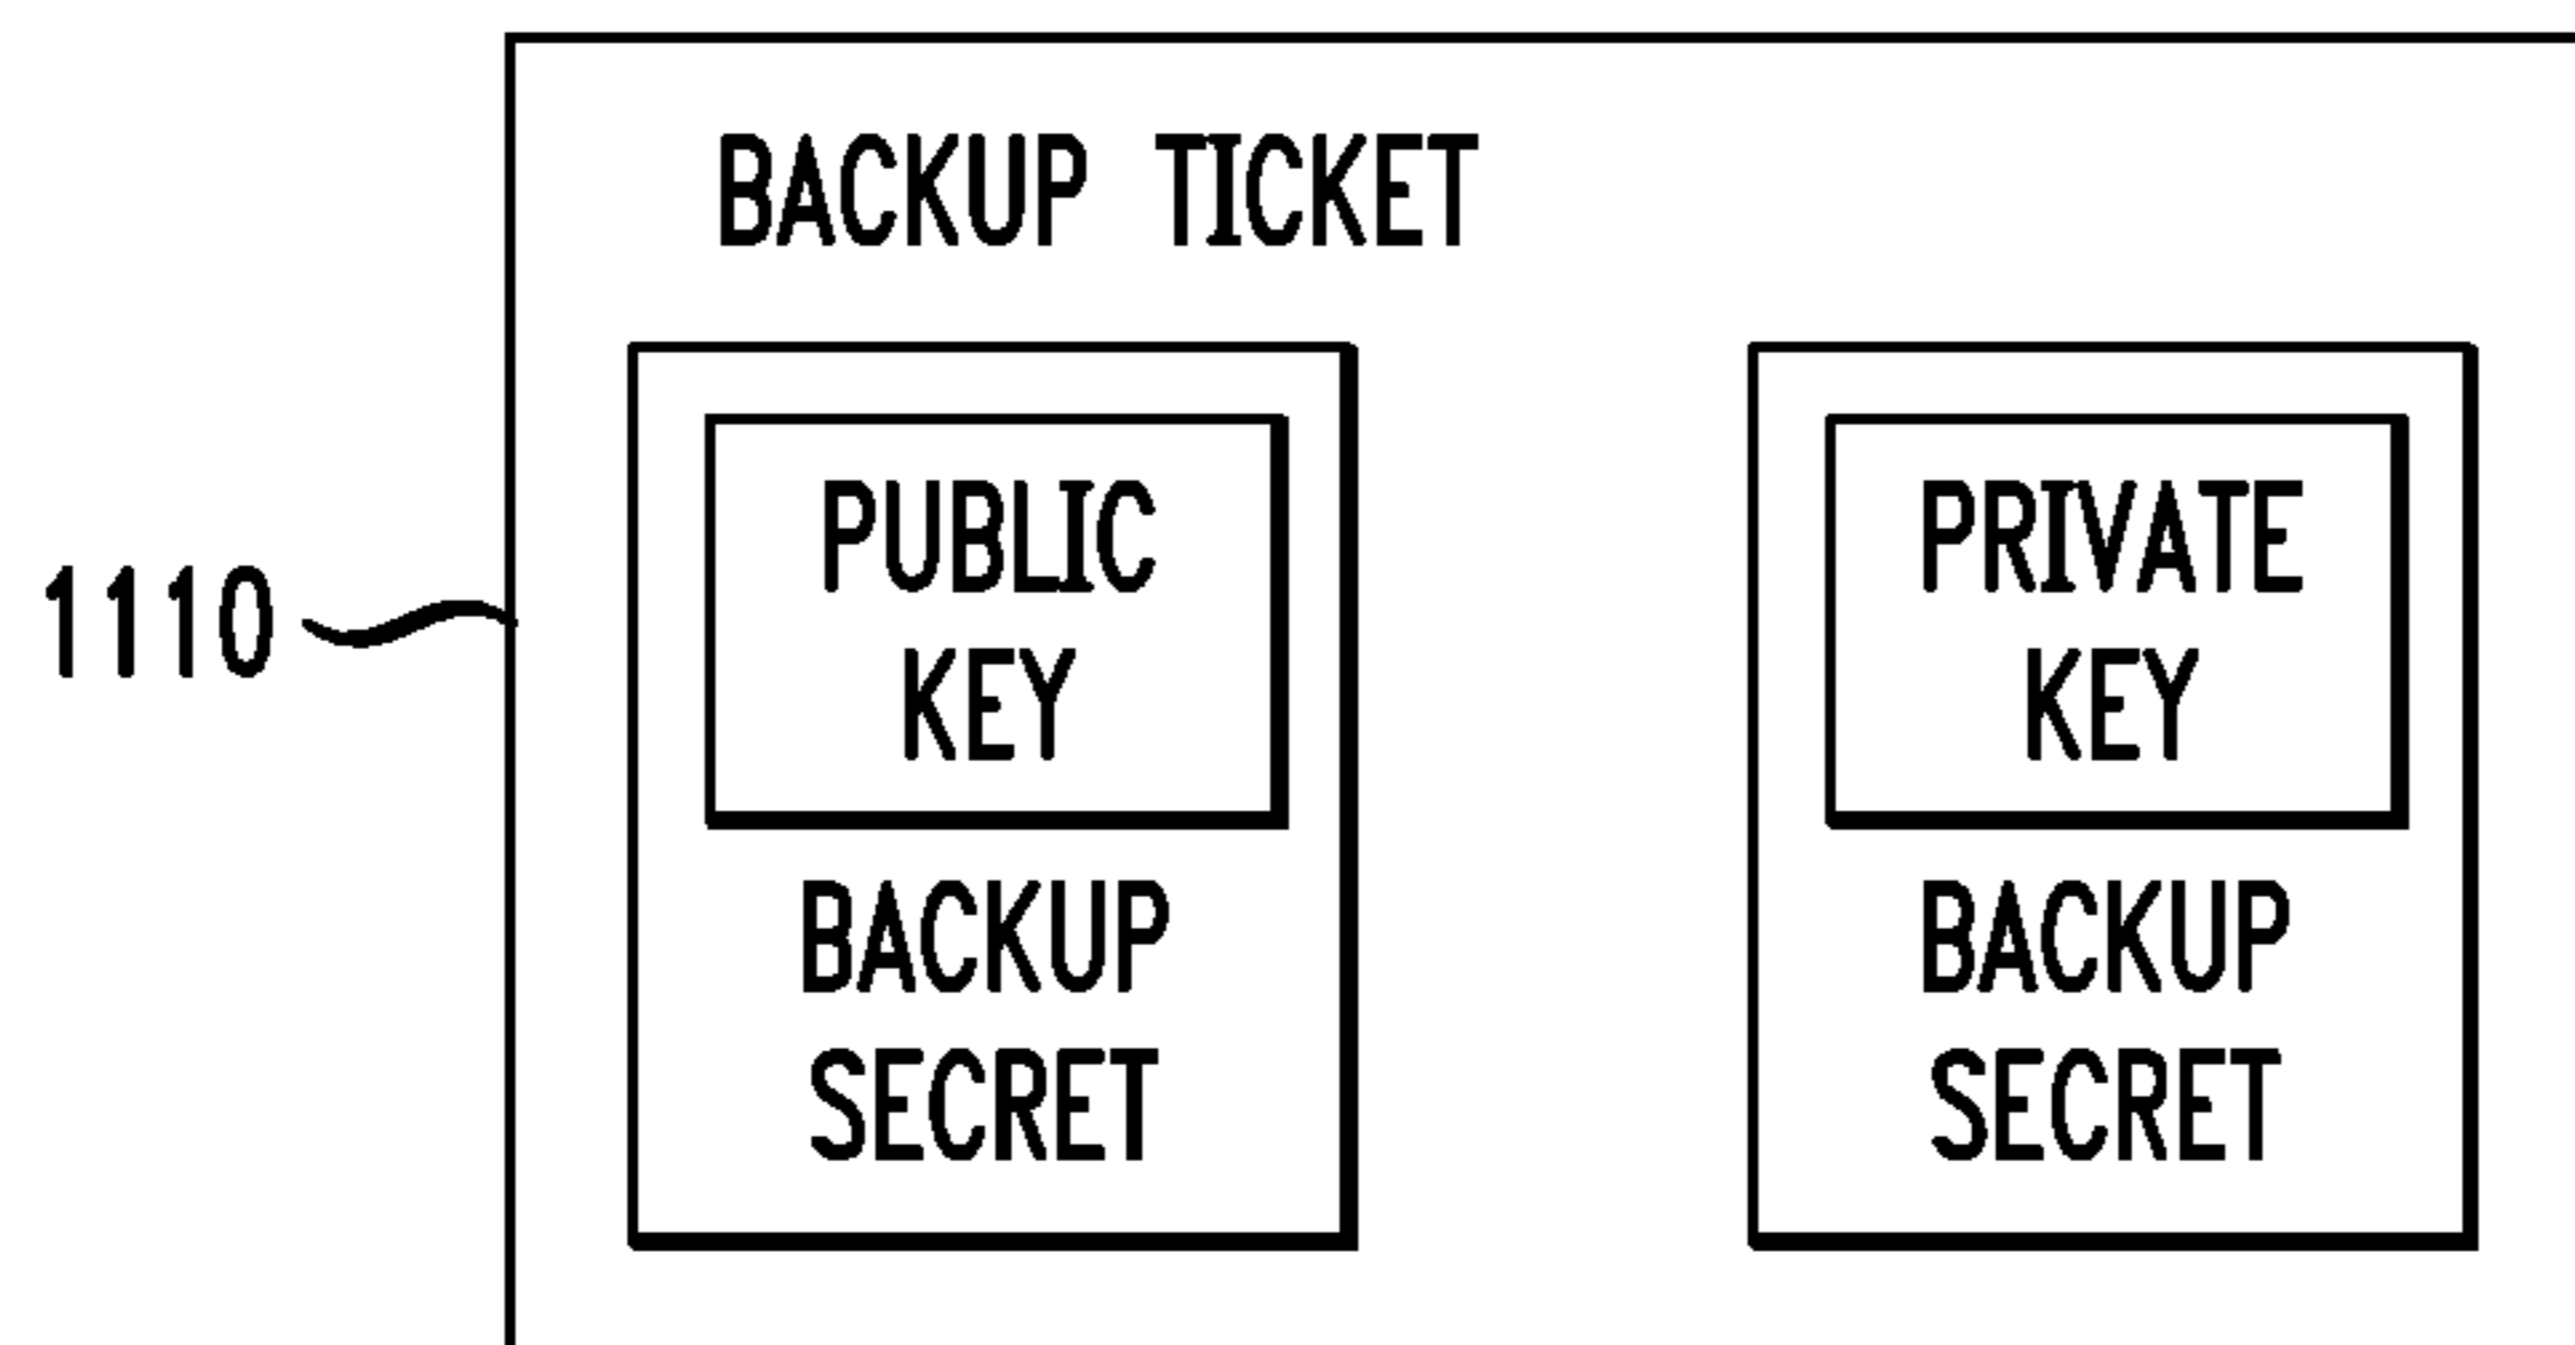 BACKUP TICKET
1110
PUBLIC
KEY
BACKUP
SECRET
PRIVATE
KEY
BACKUP
SECRET